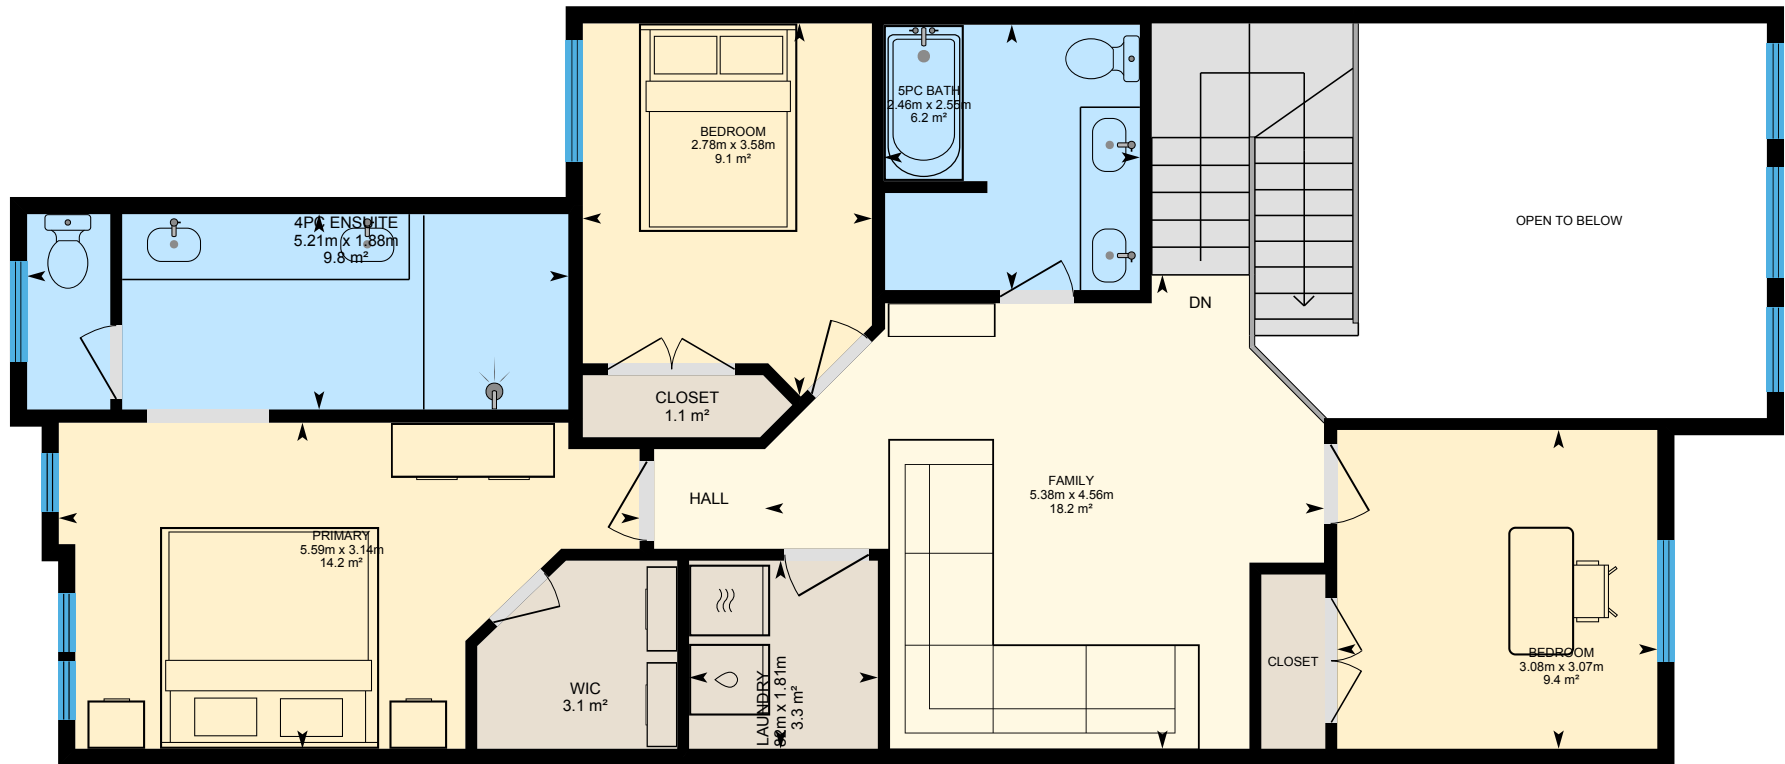 5PC BATH
2.46m x 2.55m
6.2 m²
BEDROOM
2.78m x 3.58m
9.1 m²
4PC ENSUITE
5.21m x 1.88m
9.8 m²
OPEN TO BELOW
DN
CLOSET
1.1 m²
HALL
FAMILY
5.38m x 4.56m
18.2 m²
PRIMARY
5.59m x 3.14m
14.2 m²
WIC
3.1 m²
LAUNDRY
x 1.81m
3.3 m²
CLOSET
BEDROOM
3.08m x 3.07m
9.4 m²